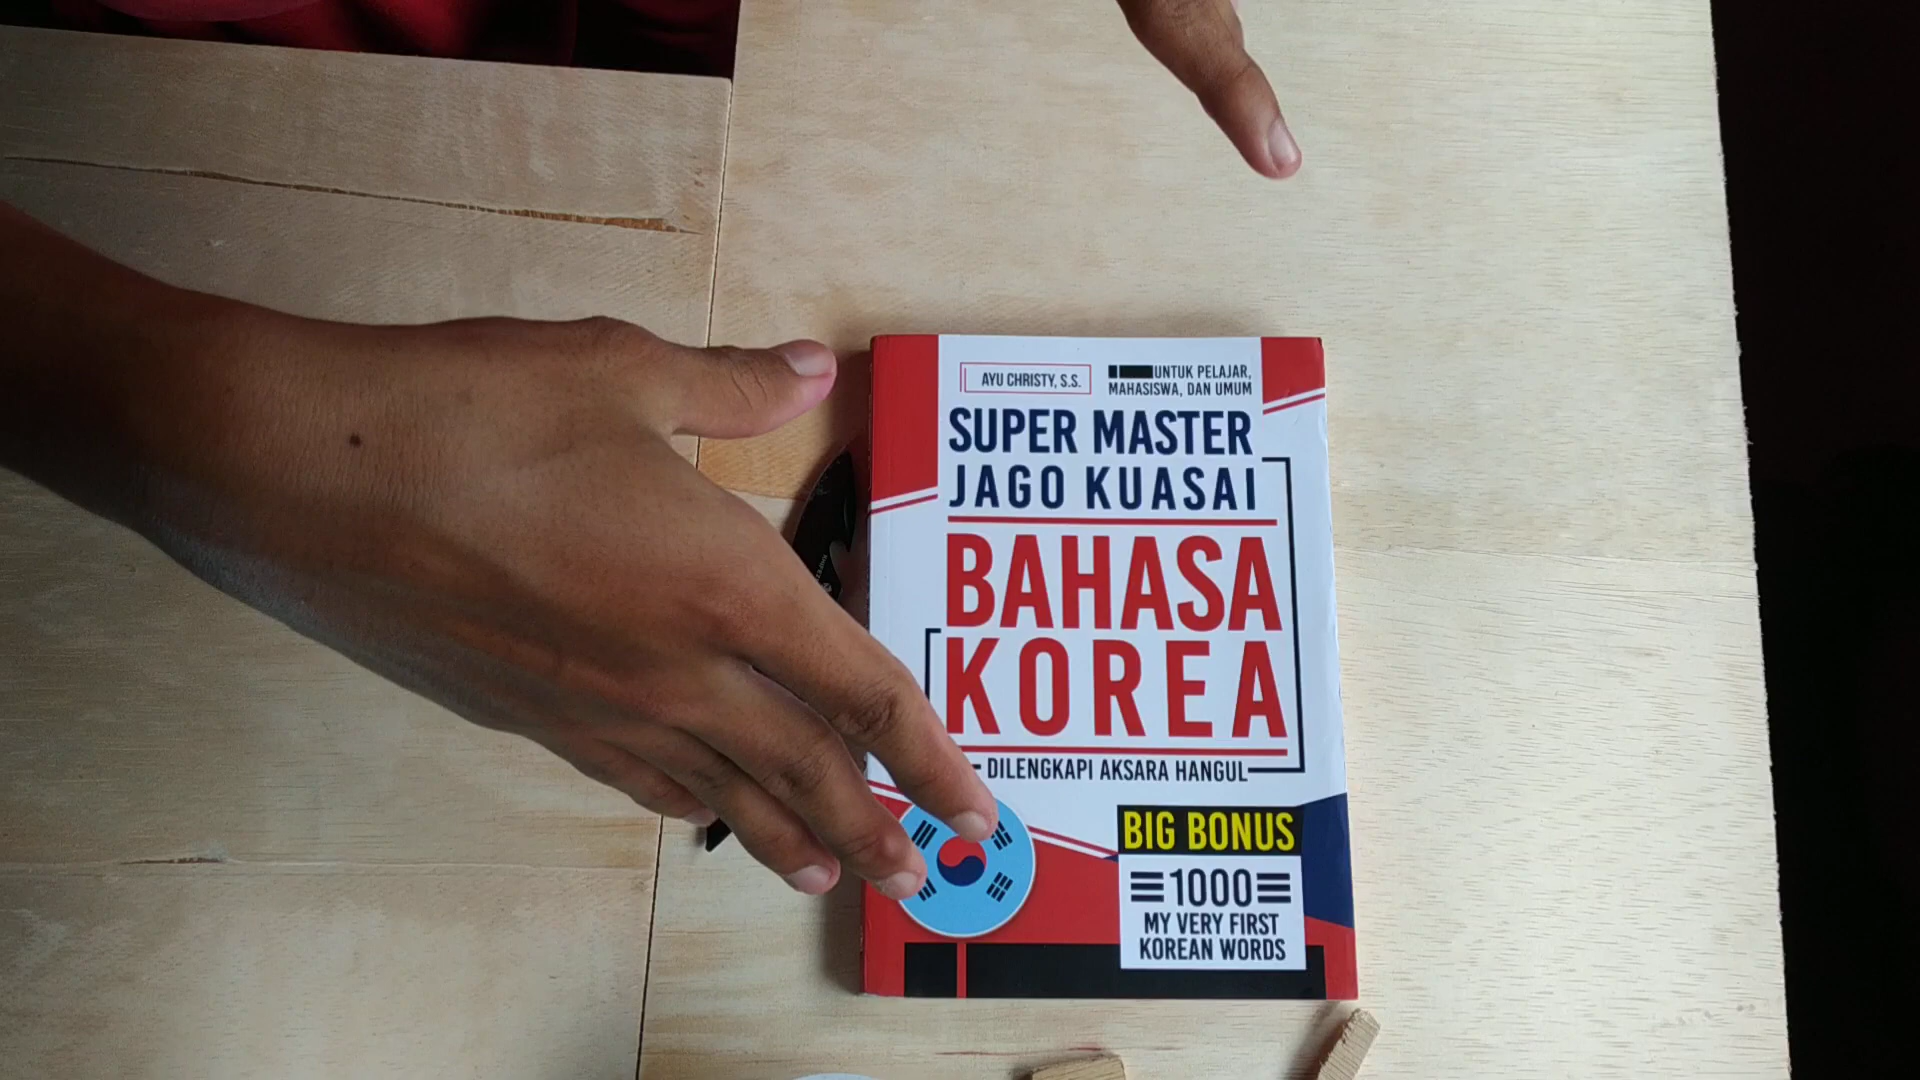 AYU CHRISTY, S.S.
UNTUK PELAJAR,
MAHASISWA, DAN UMUM
SUPER MASTER
JAGO KUASAI
BAHASA
KOREA
DILENGKAPI AKSARA HANGUL
BIG BONUS
1000
MY VERY FIRST
KOREAN WORDS